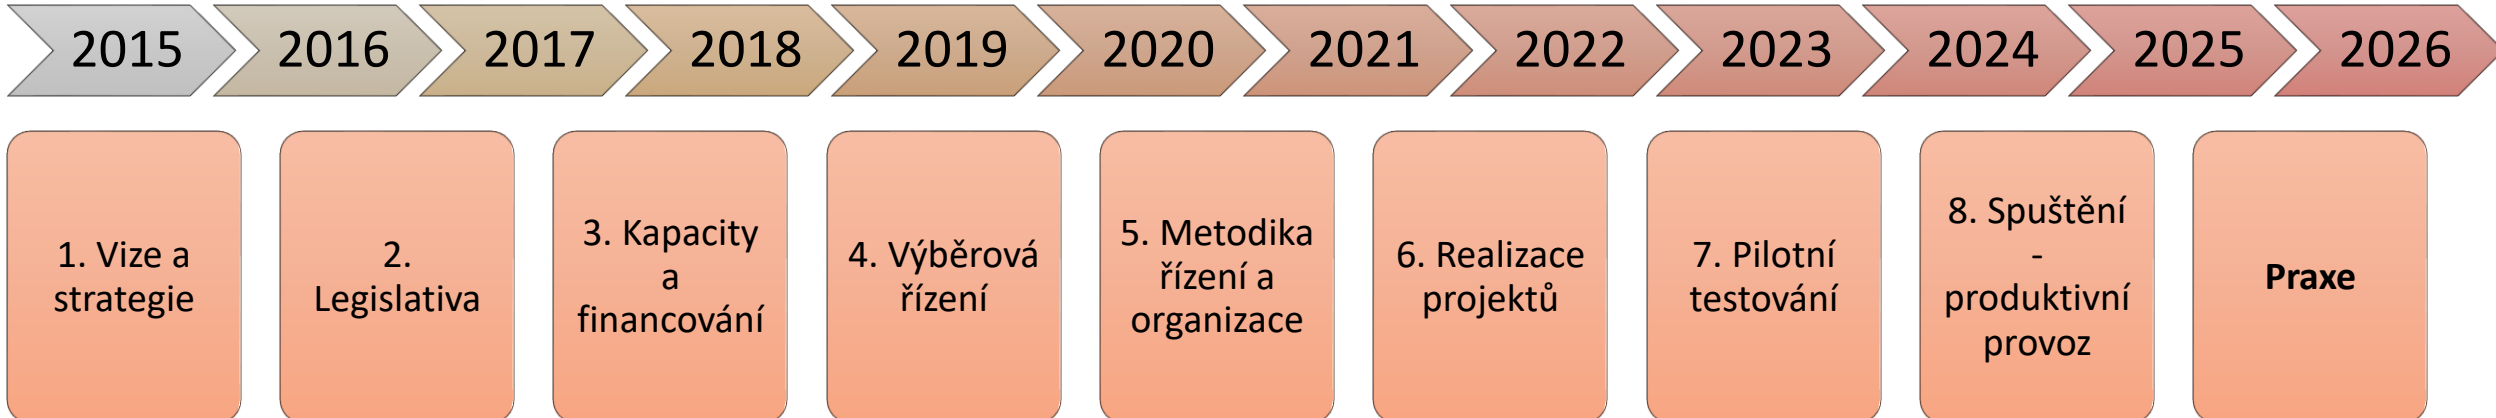 2015
2016
2017
2018
2019
2020
2021
2022
2023
2024
2025
2026
1. Vize a
strategie
2.
Legislativa
3. Kapacity
a
financování
4. Výběrová
řízení
5. Metodika
řízení a
organizace
6. Realizace
projektů
7. Pilotní
testování
8. Spuštění
-
produktivní
provoz
Praxe